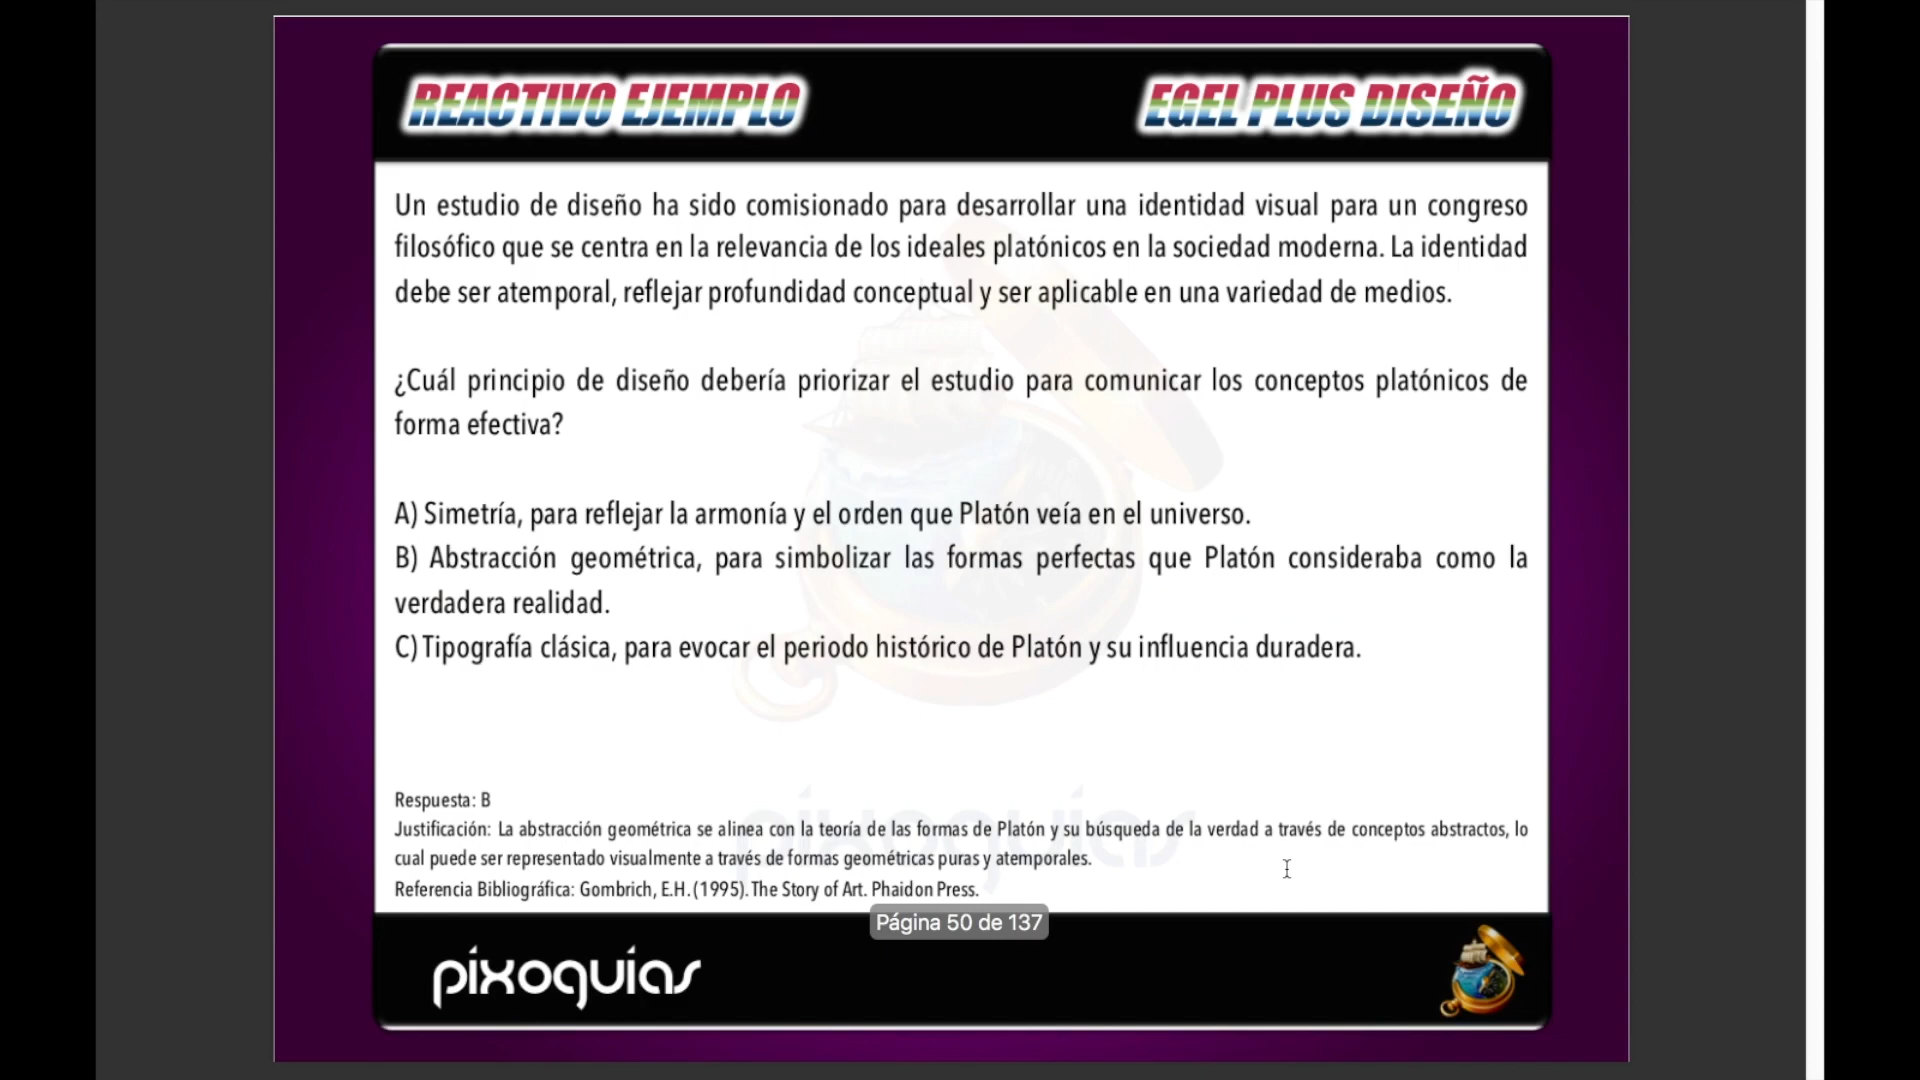 REACTIVO EJEMPLO
EGEL PLUS DISEÑO
Un estudio de diseño ha sido comisionado para desarrollar una identidad visual para un congreso
filosófico que se centra en la relevancia de los ideales platónicos en la sociedad moderna. La identidad
debe ser atemporal, reflejar profundidad conceptual y ser aplicable en una variedad de medios.
¿Cuál principio de diseño debería priorizar el estudio para comunicar los conceptos platónicos de
forma efectiva?
A) Simetría, para reflejar la armonía y el orden que Platón veía en el universo.
B) Abstracción geométrica, para simbolizar las formas perfectas que Platón consideraba como la
verdadera realidad.
C) Tipografía clásica, para evocar el periodo histórico de Platón y su influencia duradera.
Respuesta: B
Justificación: La abstracción geométrica se alinea con la teoría de las formas de Platón y su búsqueda de la verdad a través de conceptos abstractos, lo
cual puede ser representado visualmente a través de formas geométricas puras y atemporales.
Referencia Bibliográfica: Gombrich, E.H. (1995). The Story of Art. Phaidon Press.
Página 50 de 137
pixoguías